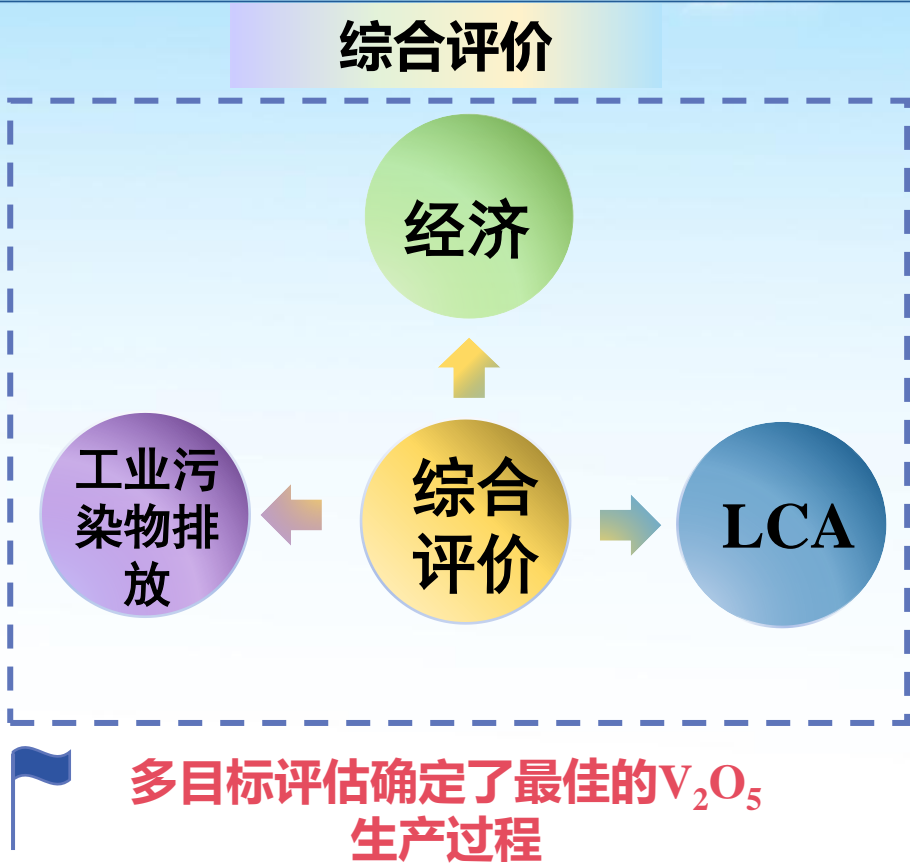 综合评价
经济
工业污
染物排
放
综合
评价
LCA
多目标评估确定了最佳的V₂O₅
生产过程